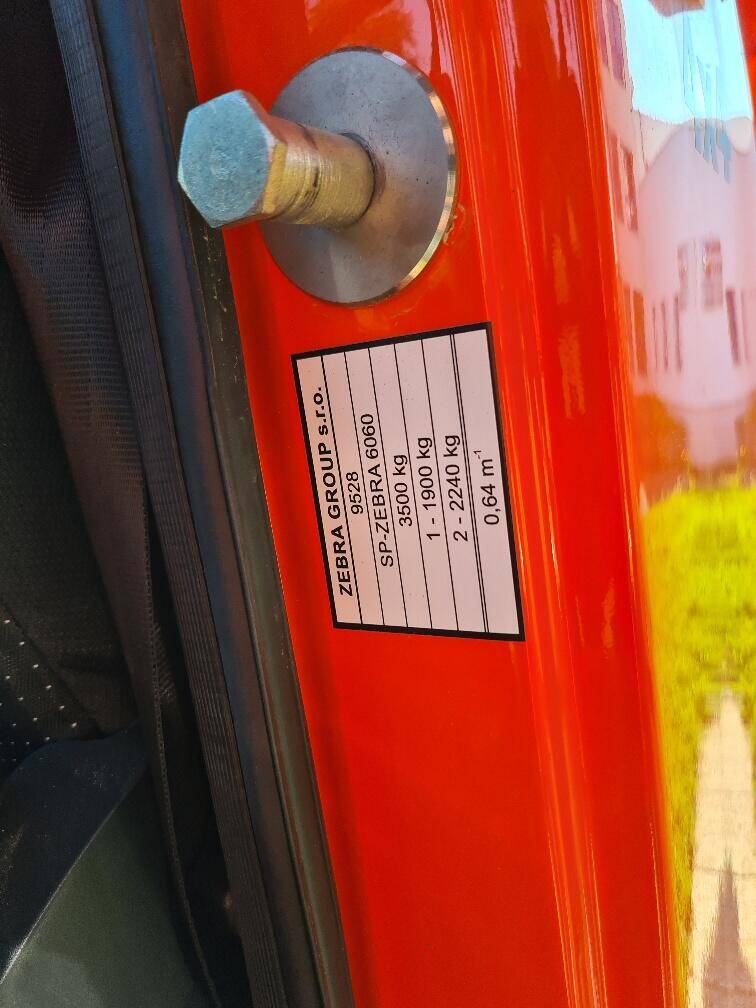 ZEBRA GROUP s.r.o.
9528
SP-ZEBRA 6060
3500 kg
1 - 1900 kg
2 - 2240 kg
0,64 m⁻¹